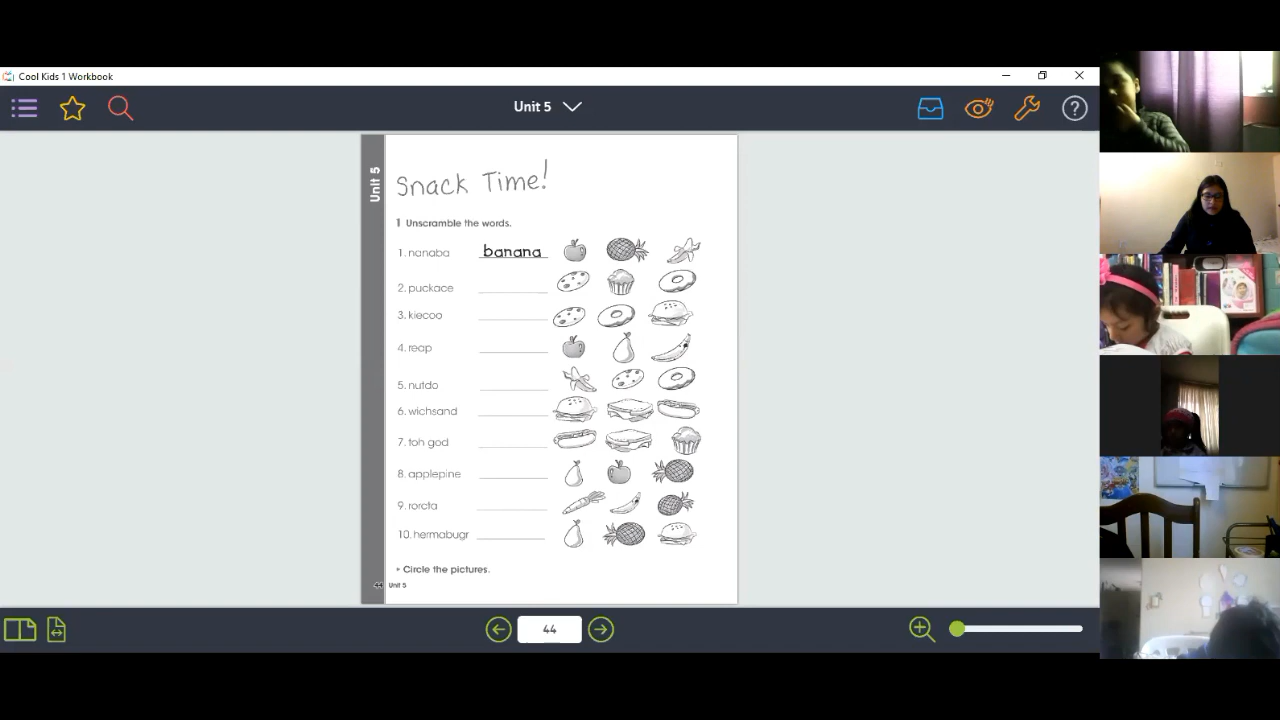 Cool Kids 1 Workbook
Unit 5
Unit 5
Snack Time!
1 Unscramble the words.
1. nanaba banana
2. puckace
3. kiecoo
4. reap
5. nutdo
6. wichsand
7. toh god
8. applepine
9. rorcta
10. hermabugr
Circle the pictures.
44 Unit 5
44